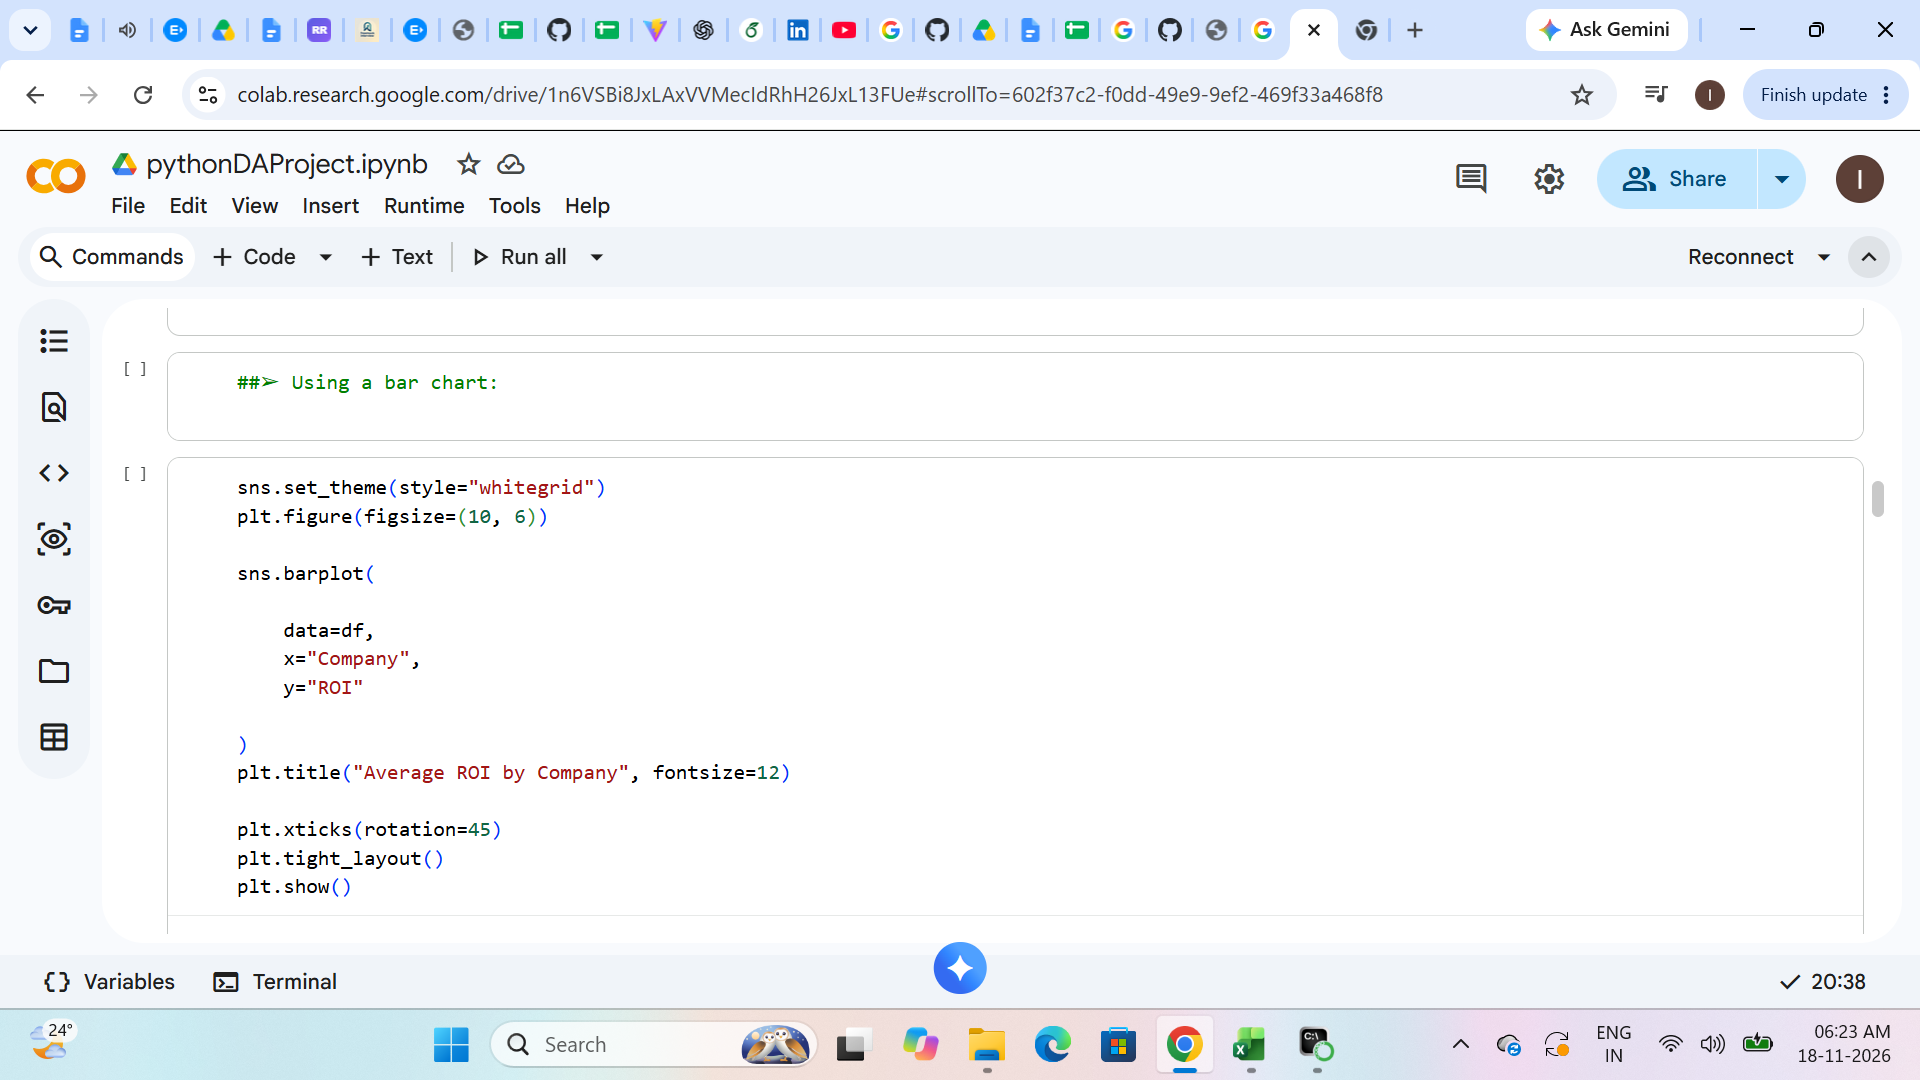 RR
Ask Gemini
colab.research.google.com/drive/1n6VSBi8JxLAxVVMecIdRhH26JxL13FUe#scrollTo=602f37c2-f0dd-49e9-9ef2-469f33a468f8
I
Finish update
pythonDAProject.ipynb
File Edit View Insert Runtime Tools Help
Share
I
Commands + Code + Text Run all
Reconnect
[ ]
##➢ Using a bar chart:
[ ]
sns.set_theme(style="whitegrid")
plt.figure(figsize=(10, 6))
sns.barplot(
data=df,
x="Company",
y="ROI"
)
plt.title("Average ROI by Company", fontsize=12)
plt.xticks(rotation=45)
plt.tight_layout()
plt.show()
Variables
Terminal
20:38
24°
Search
ENG
IN
06:23 AM
18-11-2026